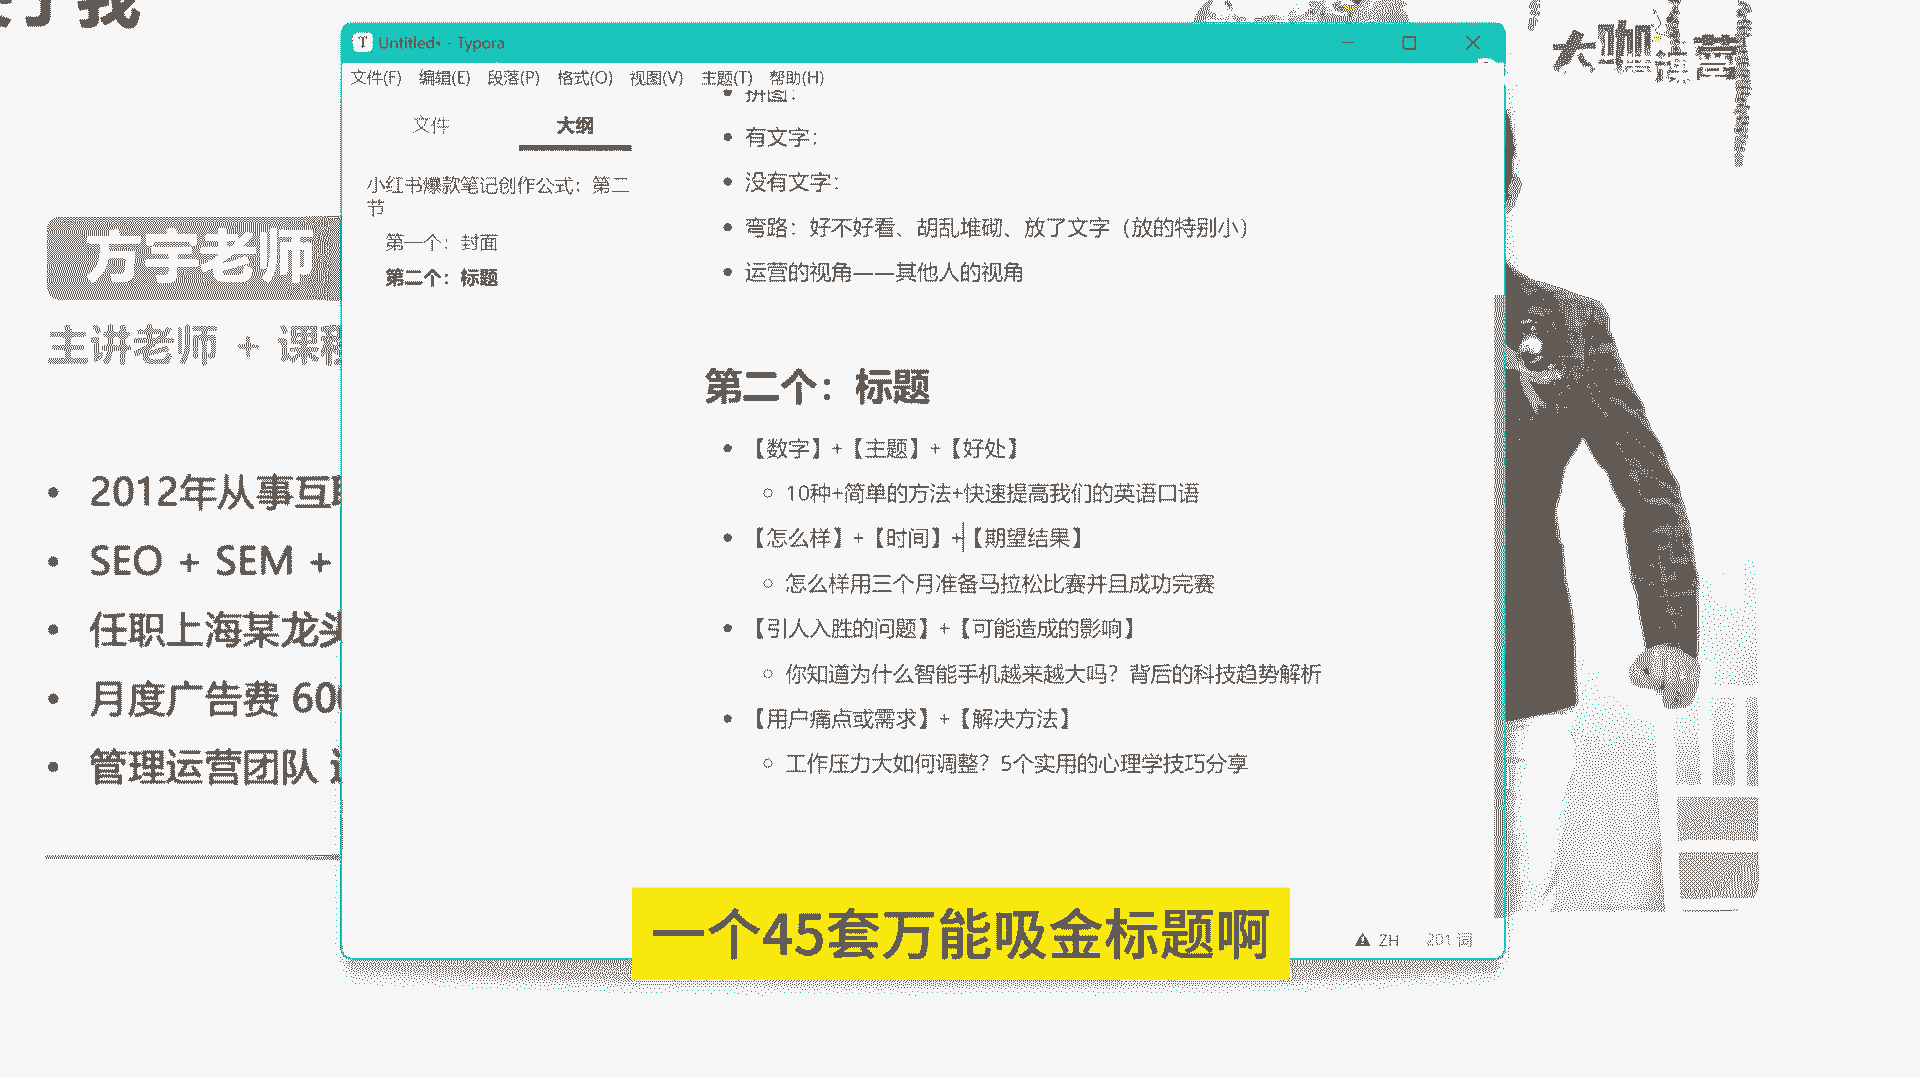 我
大咖运营
Untitled• - Typora
文件(F) 编辑(E) 段落(P) 格式(O) 视图(V) 主题(T) 帮助(H)
文件 大纲
小红书爆款笔记创作公式：第二
节
第一个：封面
第二个：标题
• 拼图：
• 有文字：
• 没有文字：
• 弯路：好不好看、胡乱堆砌、放了文字（放的特别小）
• 运营的视角——其他人的视角
第二个：标题
• 【数字】+【主题】+【好处】
○ 10种+简单的方法+快速提高我们的英语口语
• 【怎么样】+【时间】+【期望结果】
○ 怎么样用三个月准备马拉松比赛并且成功完赛
• 【引人入胜的问题】+【可能造成的影响】
○ 你知道为什么智能手机越来越大吗？背后的科技趋势解析
• 【用户痛点或需求】+【解决方法】
○ 工作压力大如何调整？5个实用的心理学技巧分享
ZH 201 词
方宇老师
主讲老师 + 课程
• 2012年从事互联
• SEO + SEM +
• 任职上海某龙头
• 月度广告费 600
• 管理运营团队
一个45套万能吸金标题啊